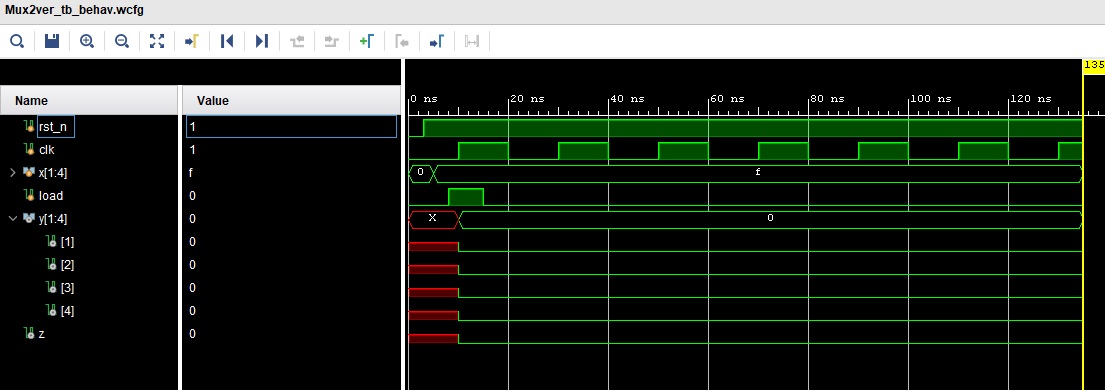 Mux2ver_tb_behav.wcfg
135
Name Value 0 ns 20 ns 40 ns 60 ns 80 ns 100 ns 120 ns
rst_n 1
clk 1
x[1:4] f 0 f
load 0
y[1:4] 0 X 0
[1] 0
[2] 0
[3] 0
[4] 0
z 0